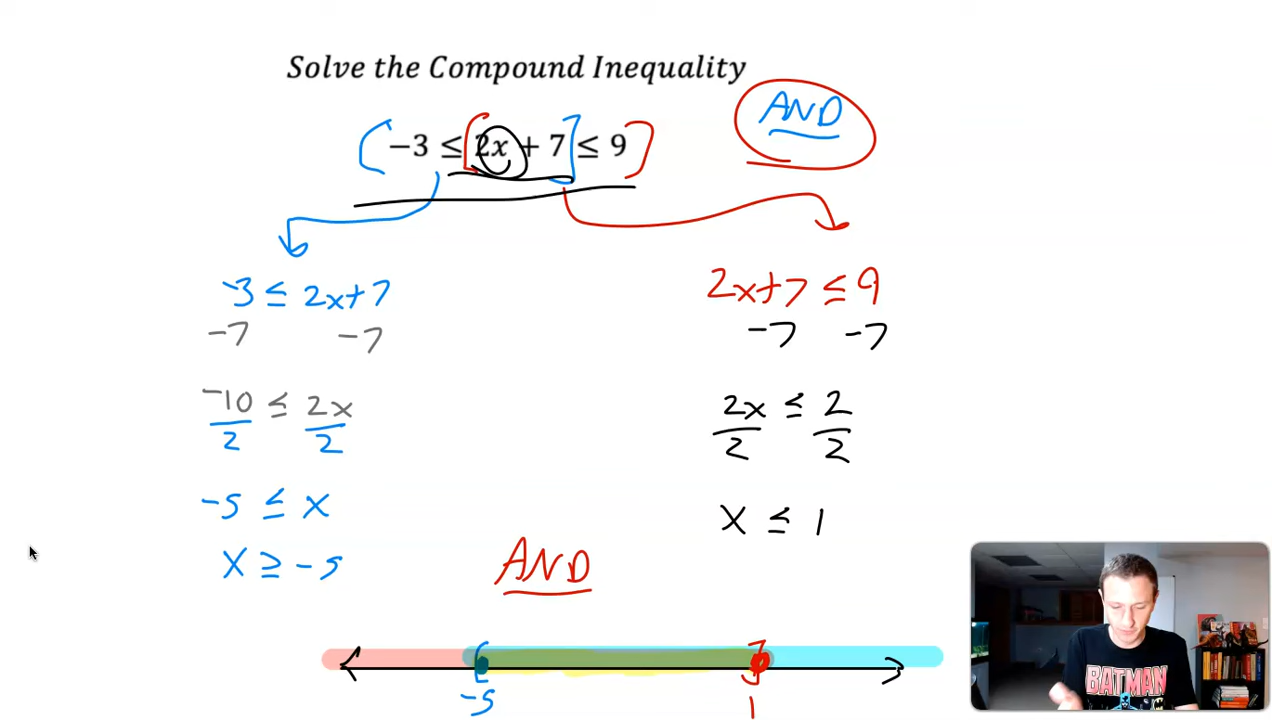 Solve the Compound Inequality
AND
−3 ≤ 2x + 7 ≤ 9
-3 ≤ 2x+7
2x+7 ≤ 9
-7 -7
-7 -7
-10 ≤ 2x
2x ≤ 2
2 2
2 2
-5 ≤ x
x ≤ 1
AND
x ≥ -5
-5
1
BATMAN